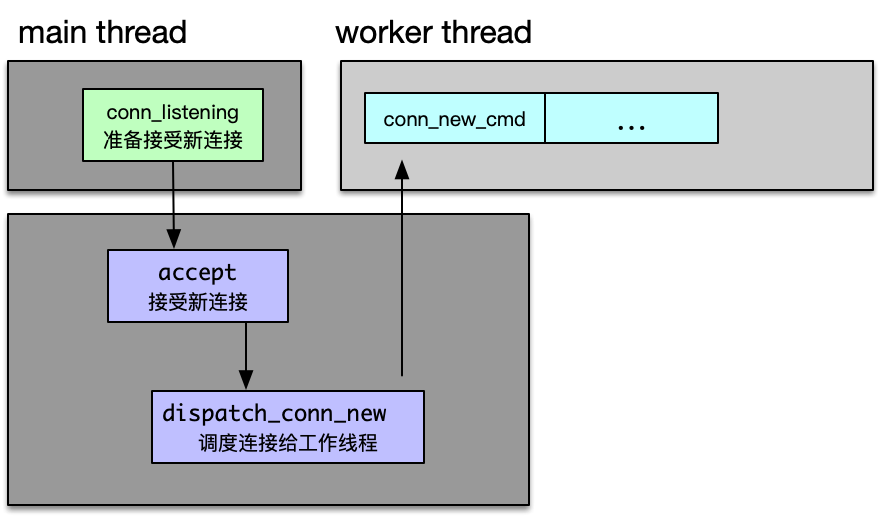 main thread
worker thread
conn_listening
准备接受新连接
conn_new_cmd
...
accept
接受新连接
dispatch_conn_new
调度连接给工作线程